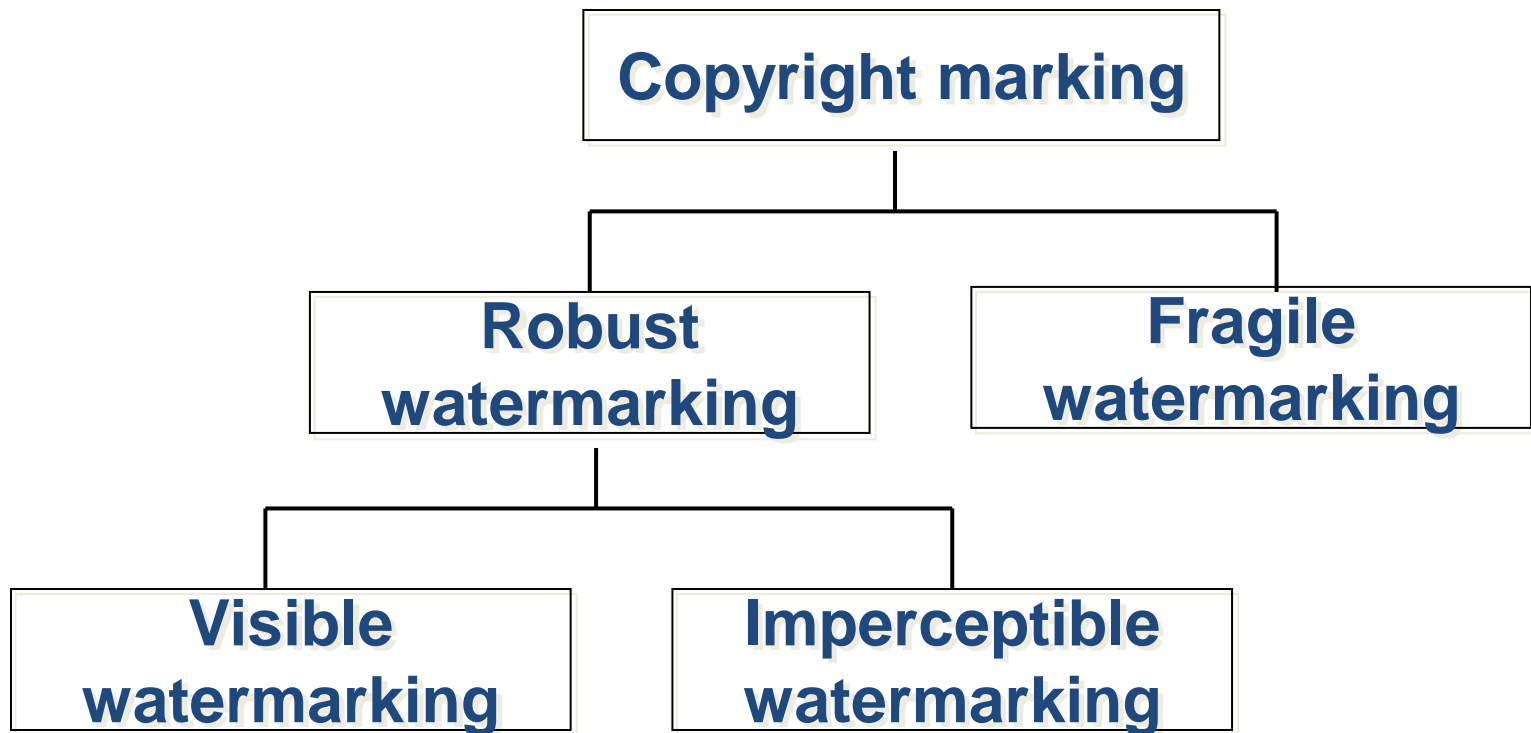 Copyright marking
Robust
watermarking
Fragile
watermarking
Visible
watermarking
Imperceptible
watermarking